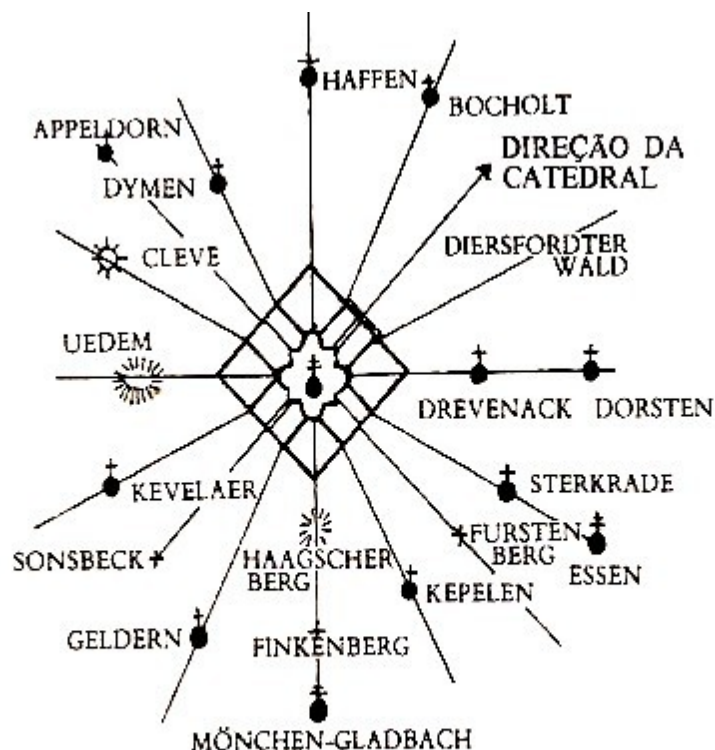 HAFFEN
BOCHOLT
APPELDORN
DIREÇÃO DA
CATEDRAL
DYMEN
DIERSFORDTER
WALD
CLEVE
UEDEM
DREVENACK DORSTEN
KEVELAER
STERKRADE
SONSBECK
HAAGSCHER
BERG
FURSTEN
BERG
ESSEN
KEPELEN
GELDERN
FINKENBERG
MÖNCHEN-GLADBACH